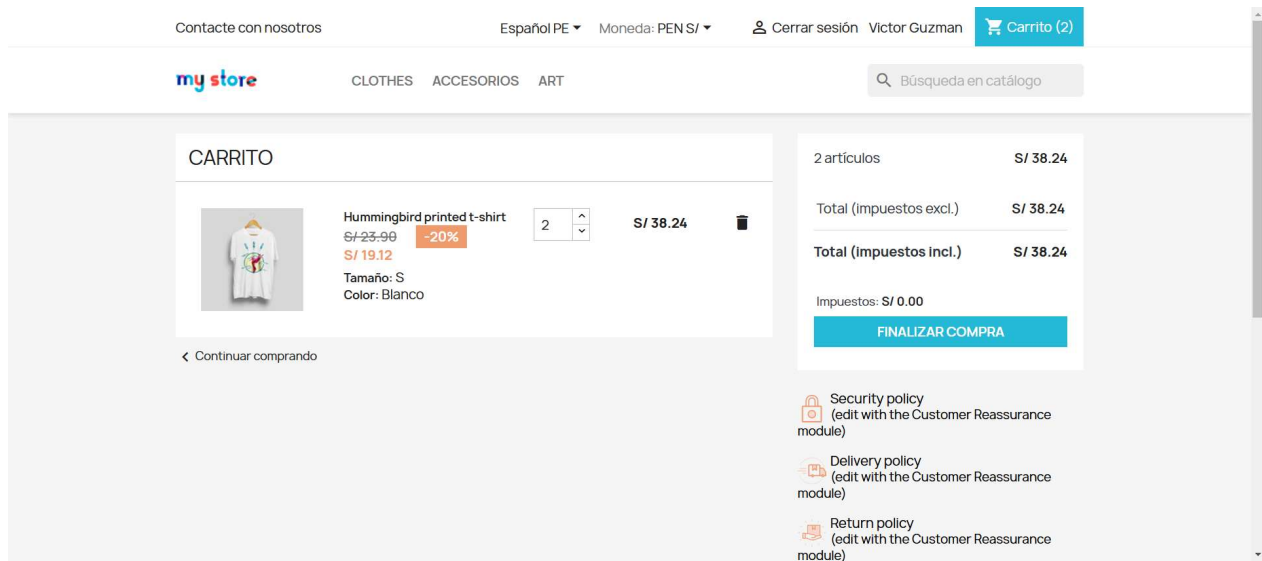 Contacte con nosotros
Español PE
Moneda: PEN S/
Cerrar sesión
Victor Guzman
Carrito (2)
my store
CLOTHES
ACCESORIOS
ART
Búsqueda en catálogo
CARRITO
Hummingbird printed t-shirt
S/ 23.90 -20%
S/ 19.12
Tamaño: S
Color: Blanco
2
S/ 38.24
Continuar comprando
2 artículos S/ 38.24
Total (impuestos excl.) S/ 38.24
Total (impuestos incl.) S/ 38.24
Impuestos: S/ 0.00
FINALIZAR COMPRA
Security policy
(edit with the Customer Reassurance
module)
Delivery policy
(edit with the Customer Reassurance
module)
Return policy
(edit with the Customer Reassurance
module)